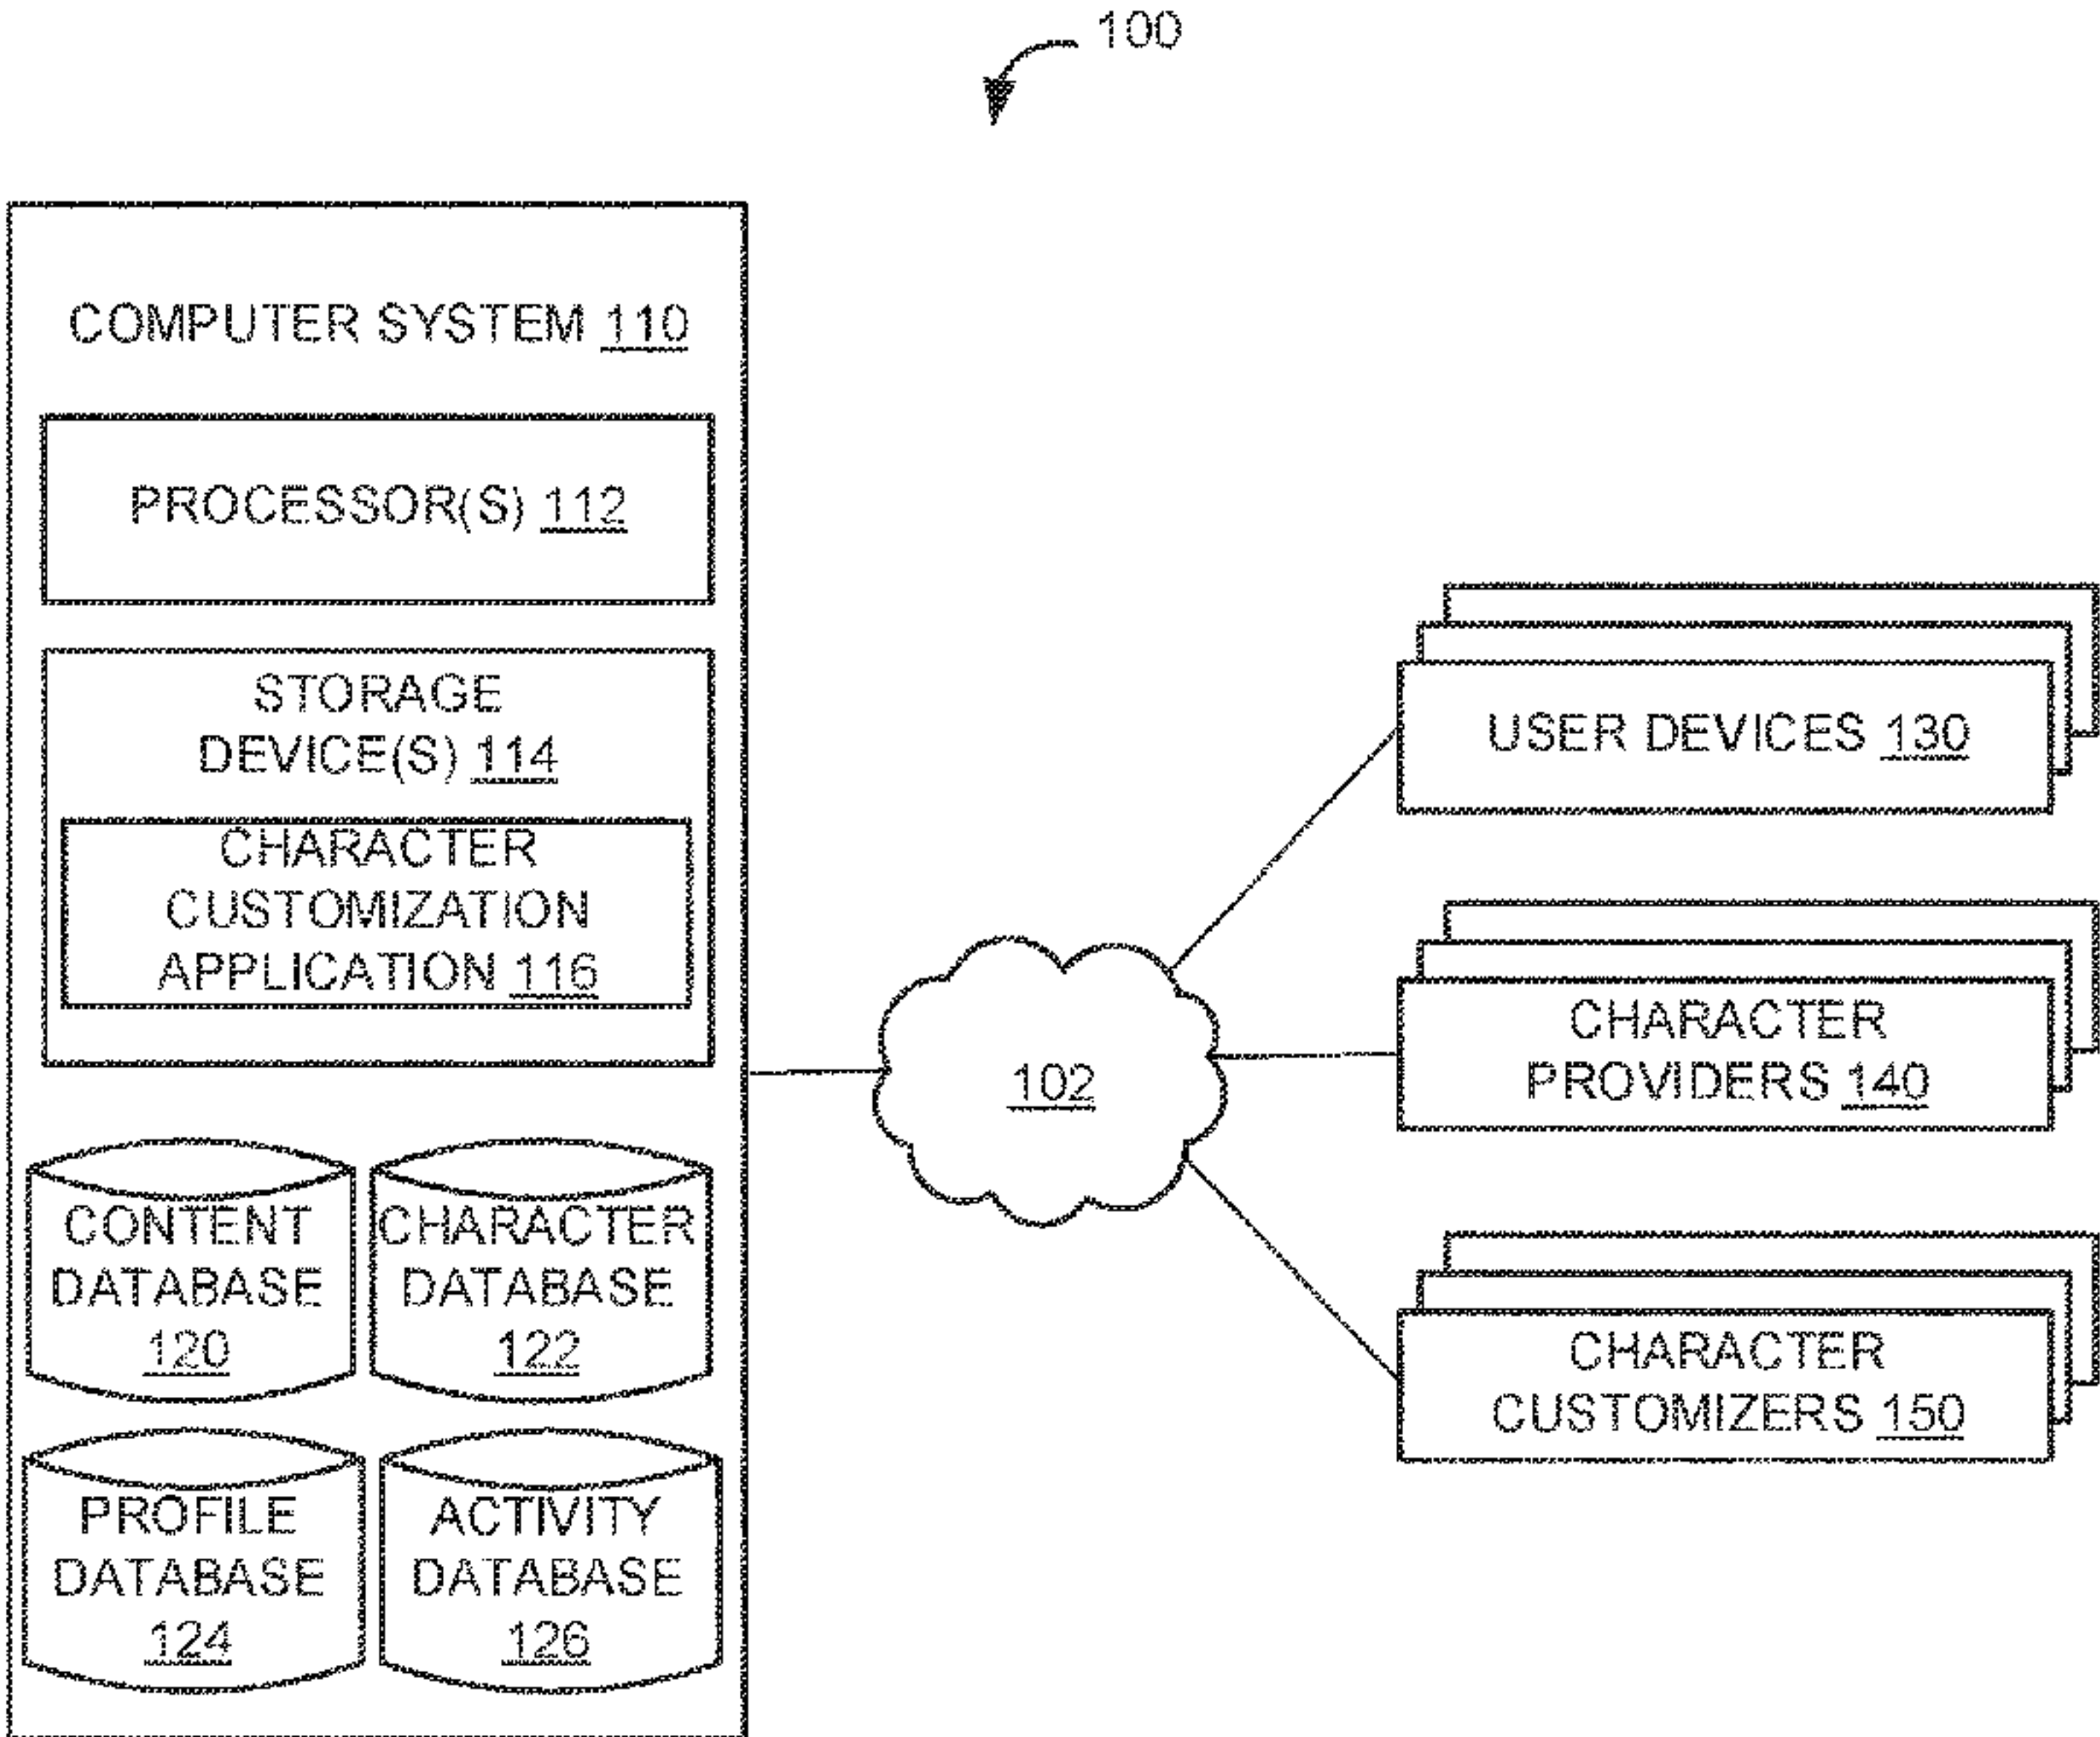 100
COMPUTER SYSTEM 110
PROCESSOR(S) 112
STORAGE
DEVICE(S) 114
CHARACTER
CUSTOMIZATION
APPLICATION 116
CONTENT
DATABASE
120
CHARACTER
DATABASE
122
PROFILE
DATABASE
124
ACTIVITY
DATABASE
126
102
USER DEVICES 130
CHARACTER
PROVIDERS 140
CHARACTER
CUSTOMIZERS 150